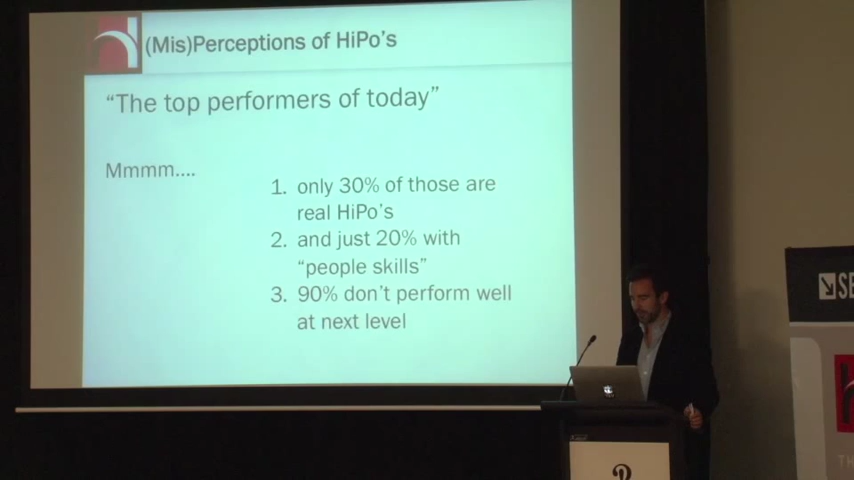 (Mis)Perceptions of HiPo's
"The top performers of today"
Mmmm....
1. only 30% of those are
real HiPo's
2. and just 20% with
"people skills"
3. 90% don't perform well
at next level